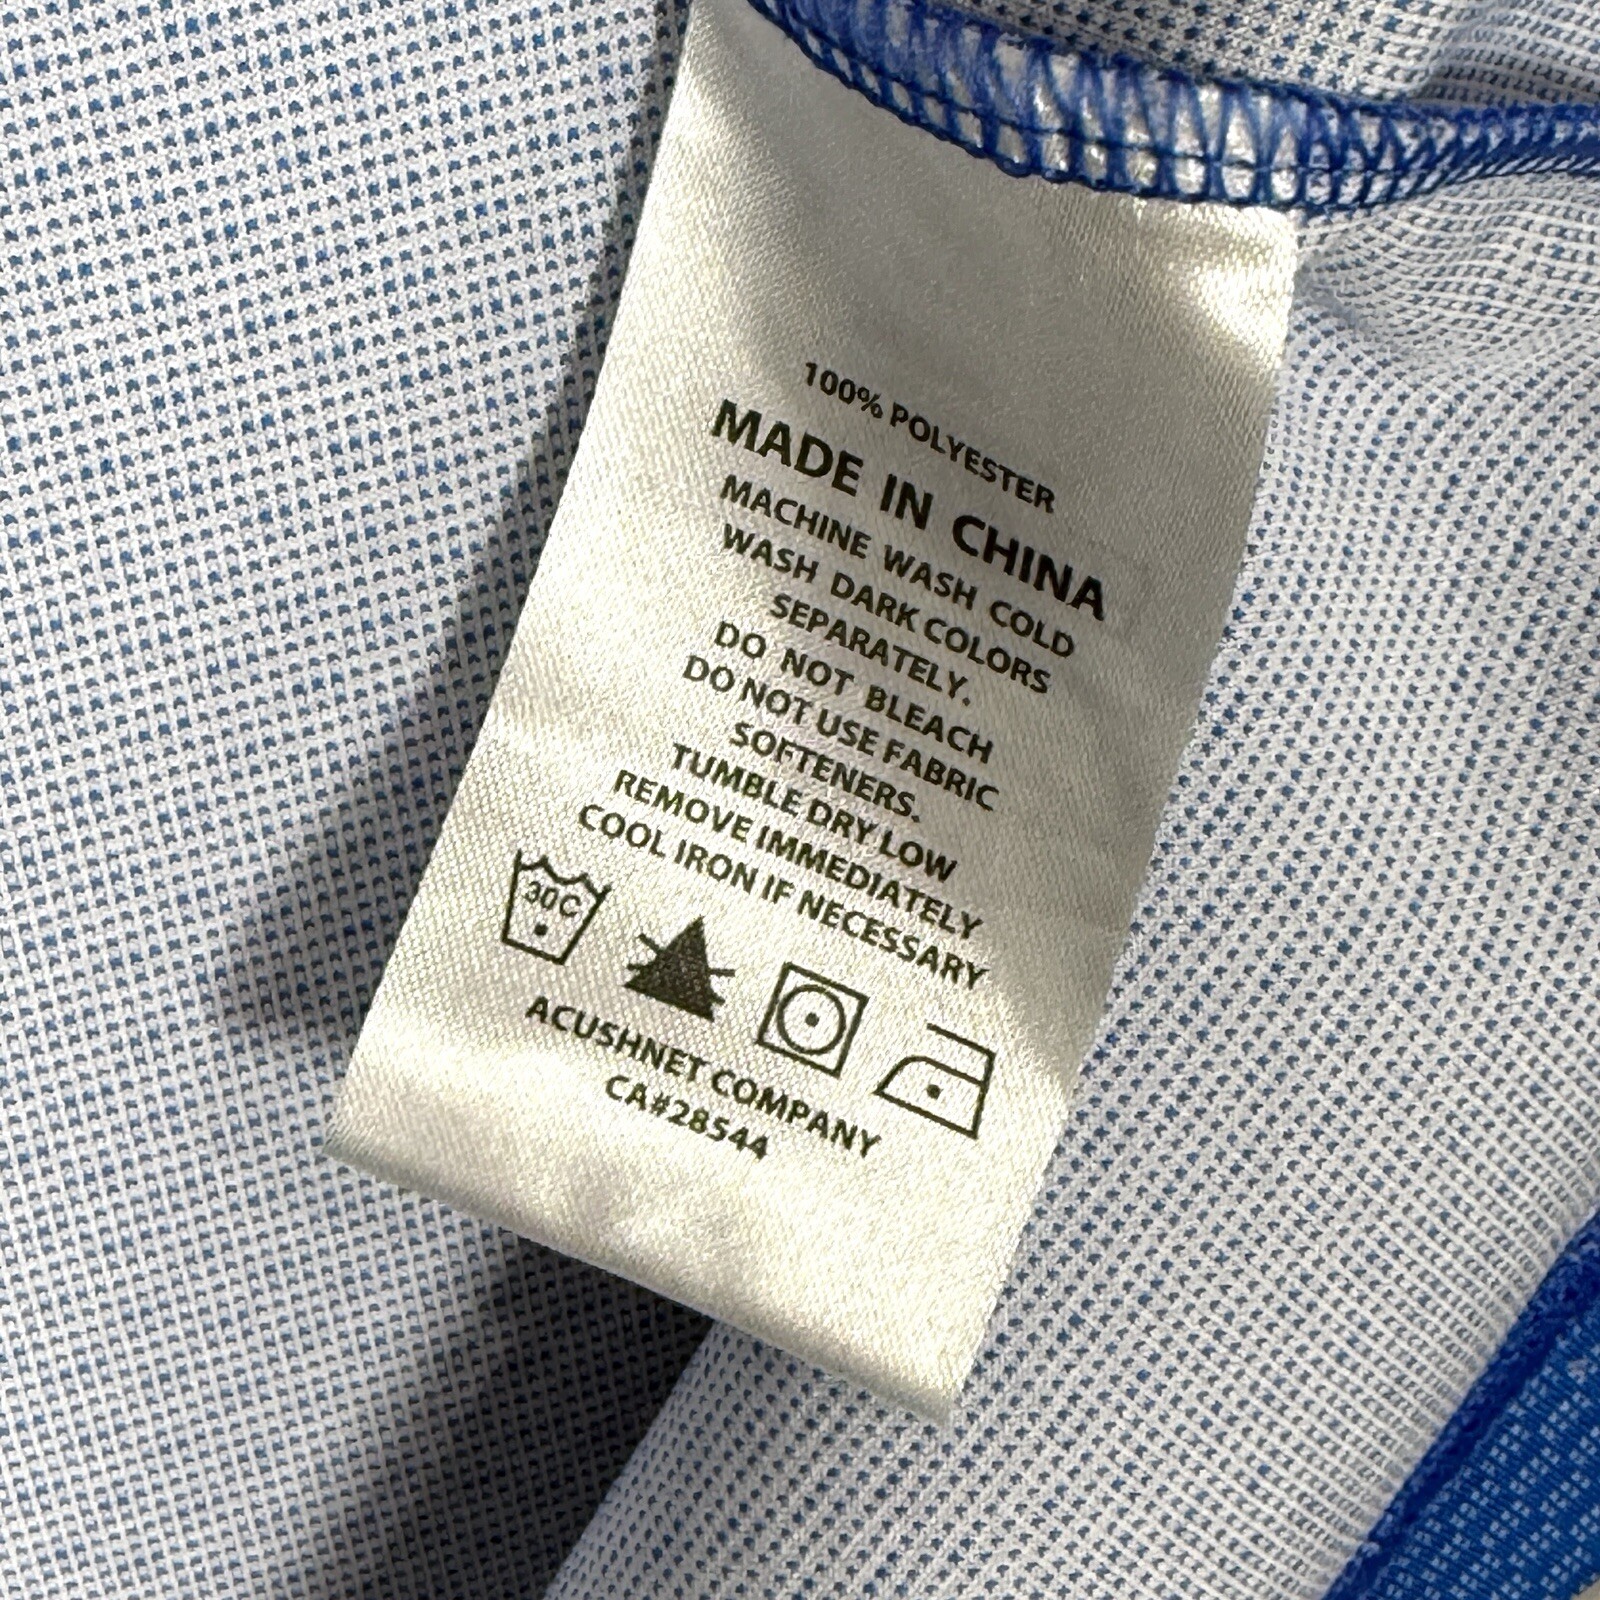 100% POLYESTER
MADE IN CHINA
MACHINE WASH COLD
WASH DARK COLORS
SEPARATELY.
DO NOT BLEACH
DO NOT USE FABRIC
SOFTENERS.
TUMBLE DRY LOW
REMOVE IMMEDIATELY
COOL IRON IF NECESSARY
30C
ACUSHNET COMPANY
CA#28544